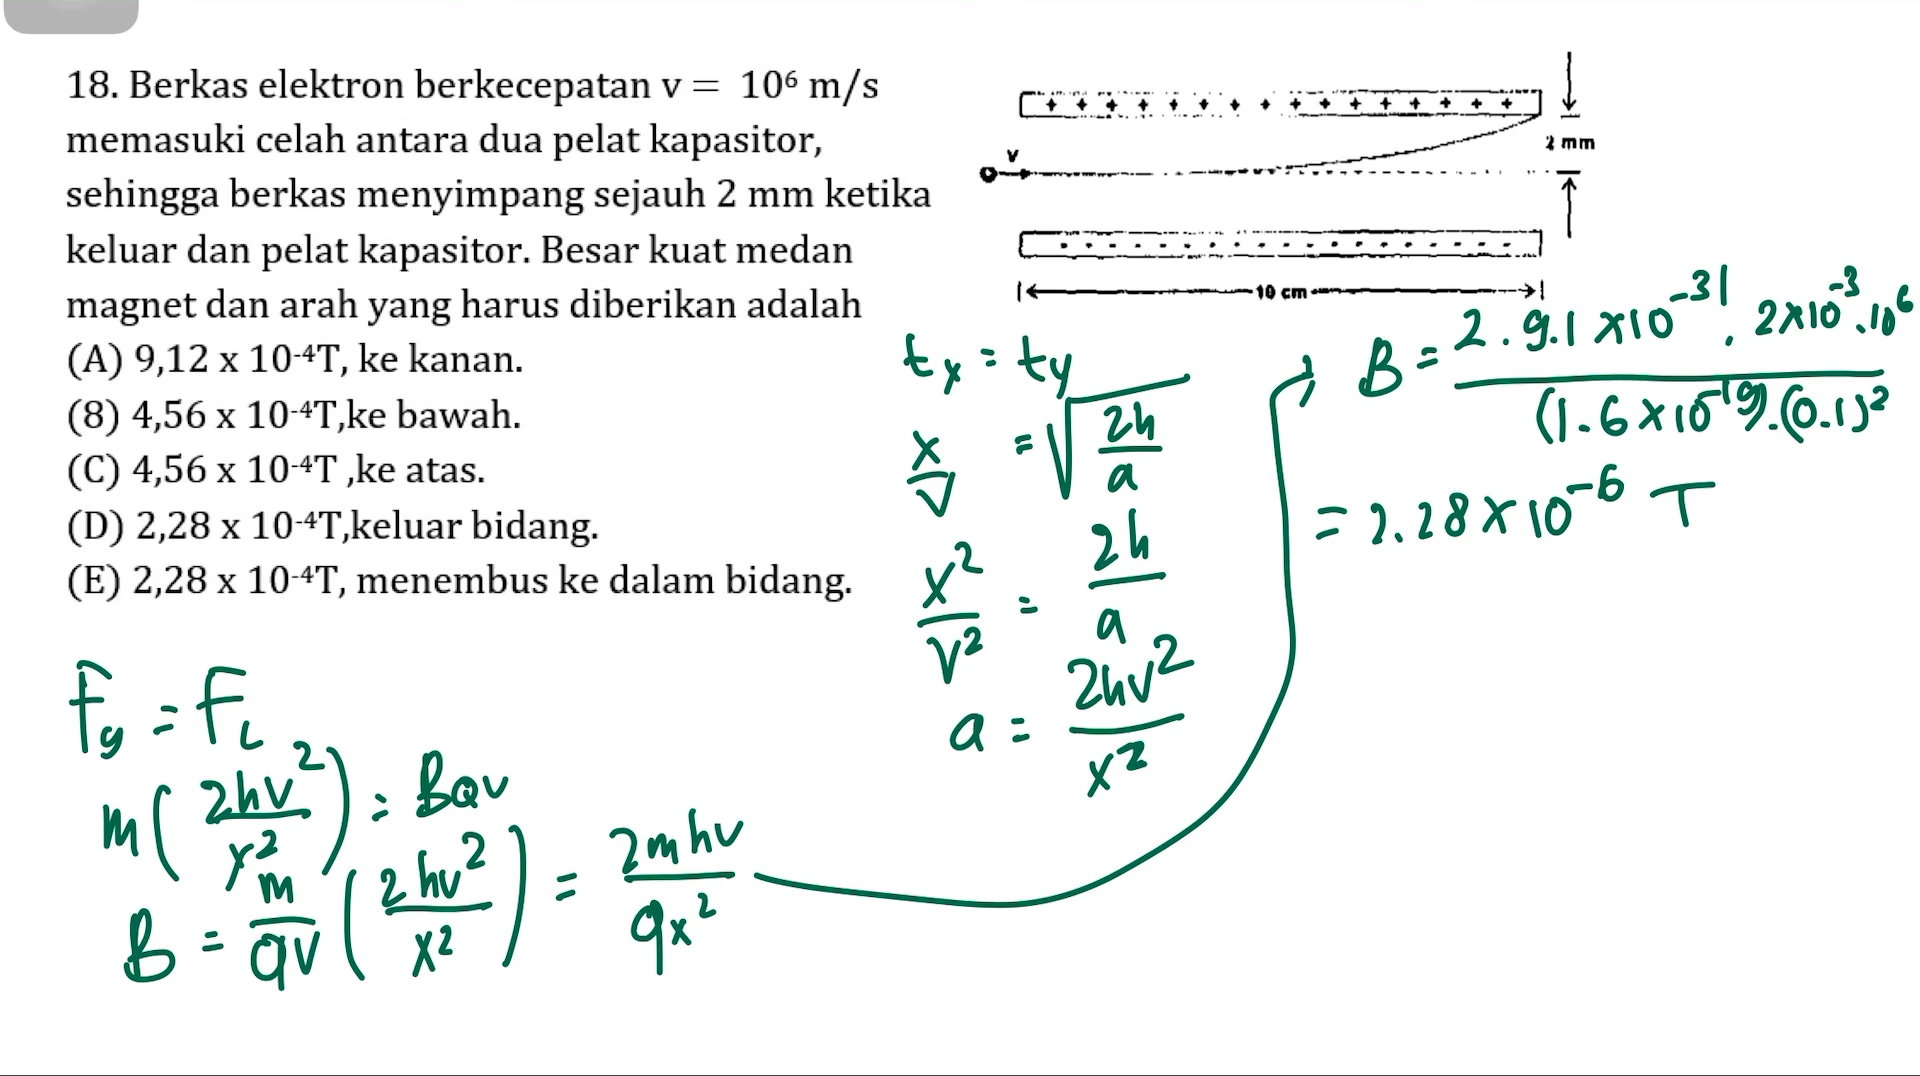 18. Berkas elektron berkecepatan v = 10⁶ m/s
memasuki celah antara dua pelat kapasitor,
sehingga berkas menyimpang sejauh 2 mm ketika
keluar dan pelat kapasitor. Besar kuat medan
magnet dan arah yang harus diberikan adalah
(A) 9,12 x 10⁻⁴T, ke kanan.
(8) 4,56 x 10⁻⁴T,ke bawah.
(C) 4,56 x 10⁻⁴T ,ke atas.
(D) 2,28 x 10⁻⁴T,keluar bidang.
(E) 2,28 x 10⁻⁴T, menembus ke dalam bidang.
+ + + + + + + + + + + + + + + +
v
2 mm
10 cm
Fy = FL
m(2hv²/x²) = BQV
B = m/qv (2hv²/x²) = 2mhv/qx²
tx = ty
x/v = √(2h/a)
x²/v² = 2h/a
a = 2hv²/x²
B = 2.9.1 x10⁻³¹. 2x10⁻³.10⁶/(1.6x10⁻¹⁹).(0.1)²
= 2.28x10⁻⁶ T